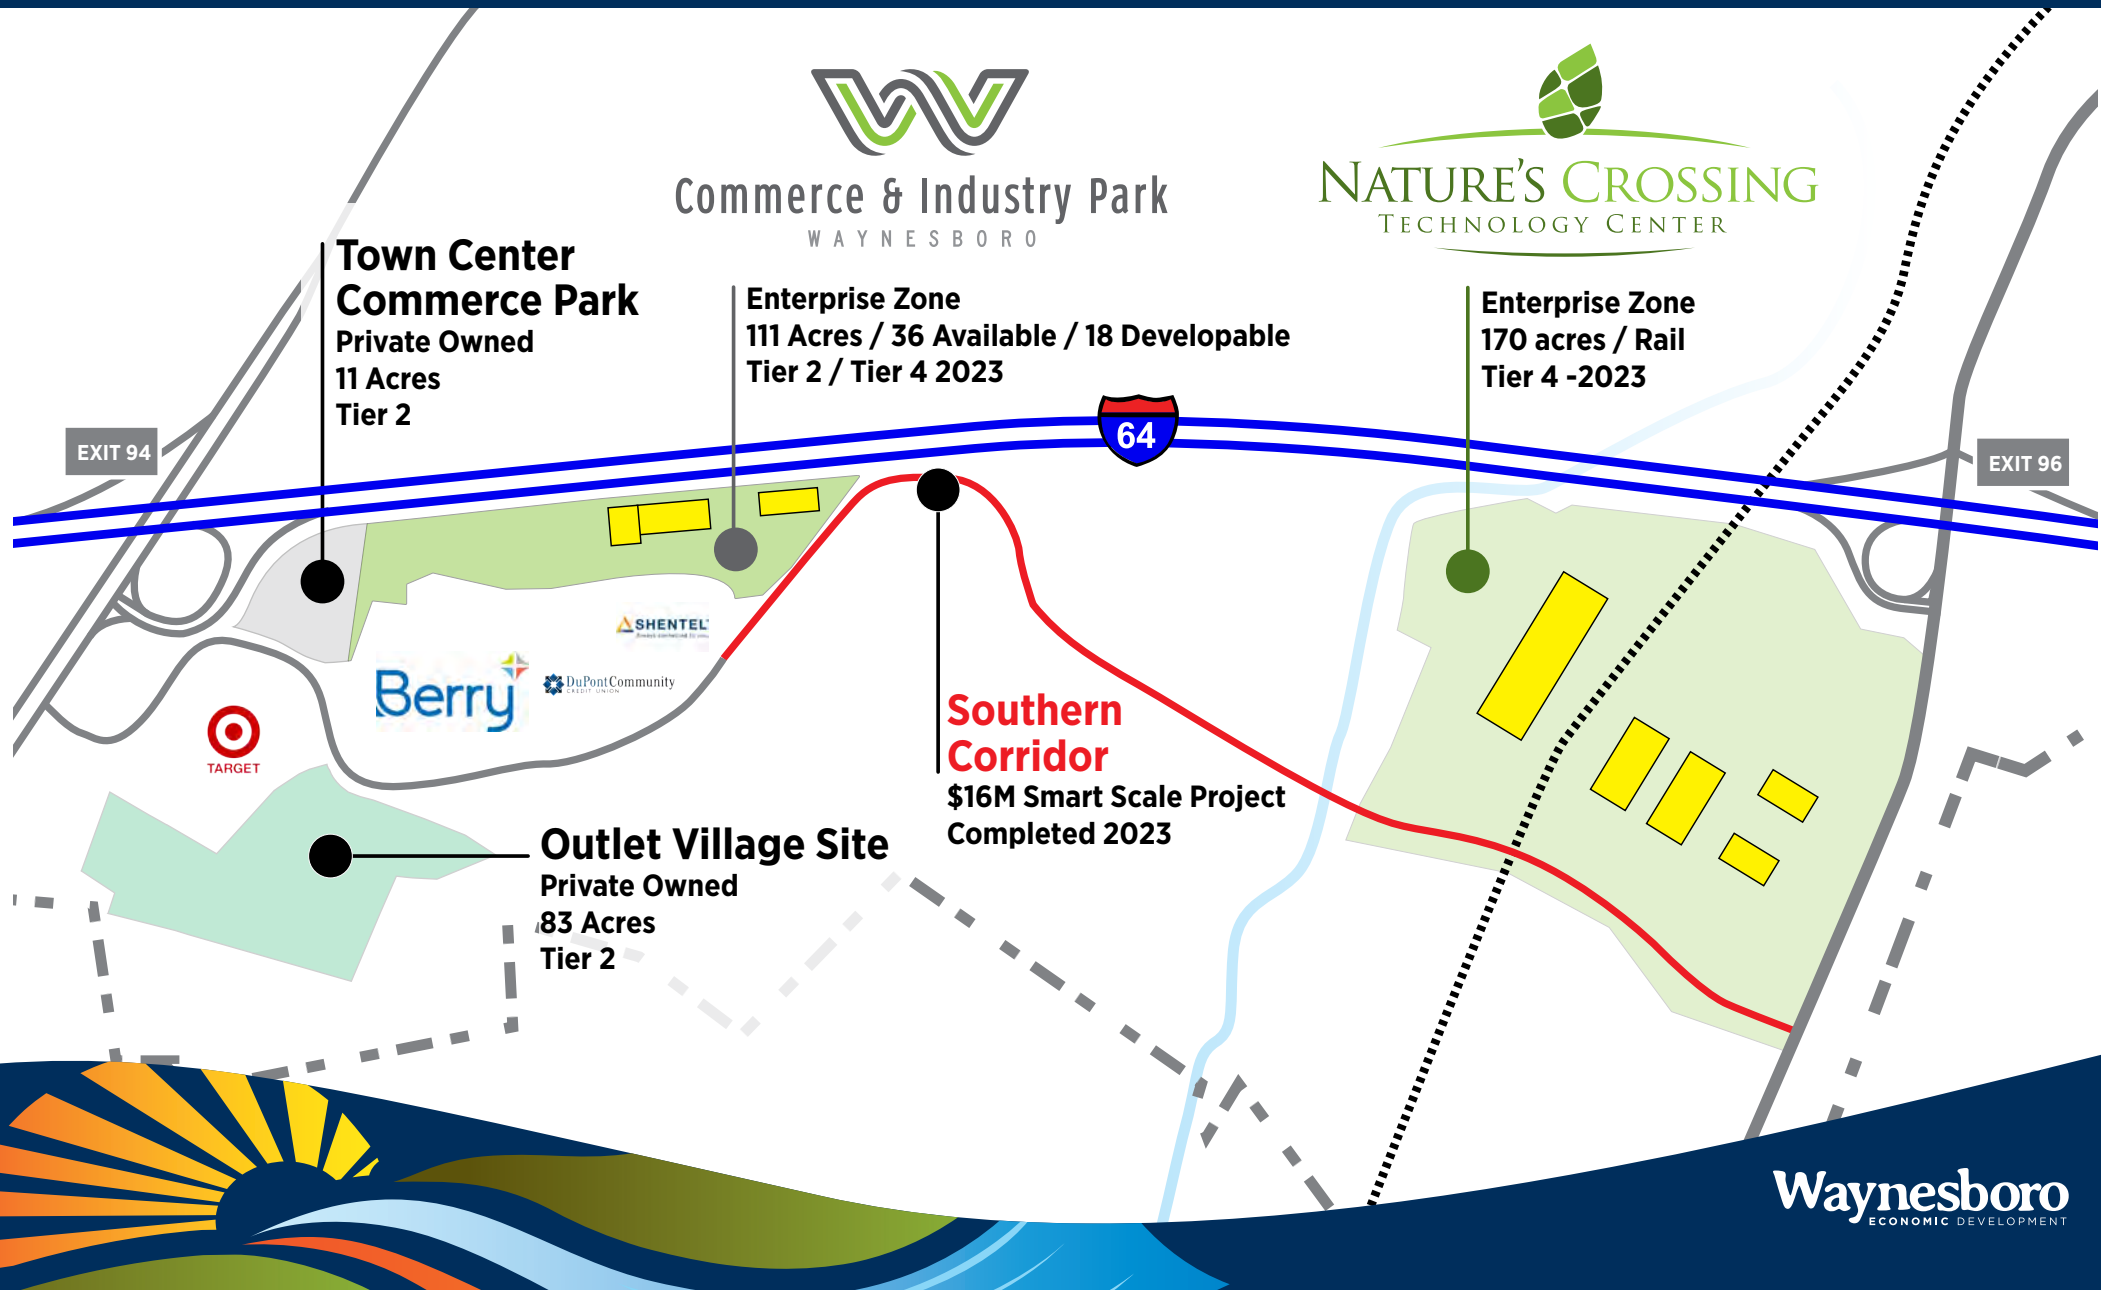 Commerce & Industry Park
WAYNESBORO
NATURE'S CROSSING
TECHNOLOGY CENTER
Town Center
Commerce Park
Private Owned
11 Acres
Tier 2
Enterprise Zone
111 Acres / 36 Available / 18 Developable
Tier 2 / Tier 4 2023
Enterprise Zone
170 acres / Rail
Tier 4 -2023
EXIT 94
64
EXIT 96
SHENTEL
Berry
DuPont Community
CREDIT UNION
TARGET
Southern
Corridor
$16M Smart Scale Project
Completed 2023
Outlet Village Site
Private Owned
83 Acres
Tier 2
Waynesboro
ECONOMIC DEVELOPMENT